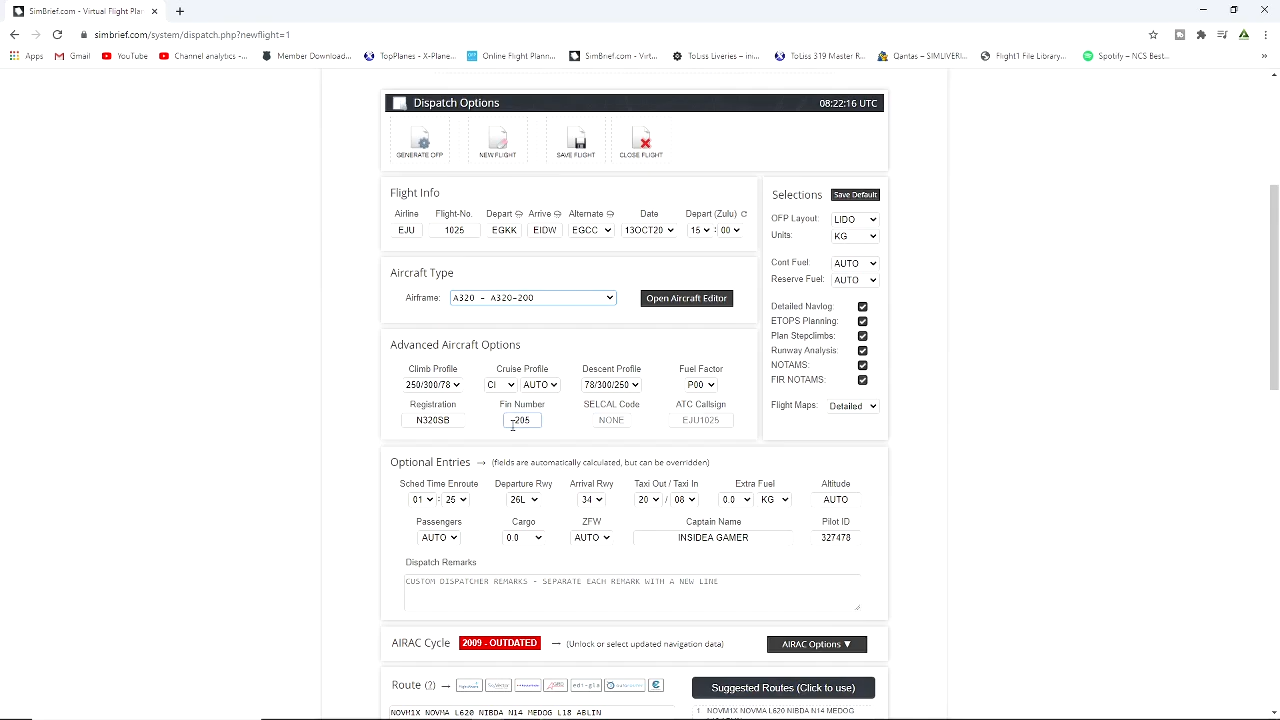 SimBrief.com - Virtual Flight Plan
simbrief.com/system/dispatch.php?newflight=1
Apps Gmail YouTube Channel analytics -... Member Download... TopPlanes - X-Plane... Online Flight Plannin... SimBrief.com - Virt... ToLiss Liveries – ini... ToLiss 319 Master R... Qantas – SIMLIVERI... Flight1 File Library... Spotify – NCS Best... »
Dispatch Options 08:22:16 UTC
GENERATE OFP NEW FLIGHT SAVE FLIGHT CLOSE FLIGHT
Flight Info
Airline Flight-No. Depart Arrive Alternate Date Depart (Zulu)
EJU 1025 EGKK EIDW EGCC 13OCT20 15 : 00
Aircraft Type
Airframe: A320 - A320-200 Open Aircraft Editor
Advanced Aircraft Options
Climb Profile Cruise Profile Descent Profile Fuel Factor
250/300/78 CI AUTO 78/300/250 P00
Registration Fin Number SELCAL Code ATC Callsign
N320SB 205 NONE EJU1025
Selections Save Default
OFP Layout: LIDO
Units: KG
Cont Fuel: AUTO
Reserve Fuel: AUTO
Detailed Navlog:
ETOPS Planning:
Plan Stepclimbs:
Runway Analysis:
NOTAMS:
FIR NOTAMS:
Flight Maps: Detailed
Optional Entries → (fields are automatically calculated, but can be overridden)
Sched Time Enroute Departure Rwy Arrival Rwy Taxi Out / Taxi In Extra Fuel Altitude
01 : 25 26L 34 20 / 08 0.0 KG AUTO
Passengers Cargo ZFW Captain Name Pilot ID
AUTO 0.0 AUTO INSIDEA GAMER 327478
Dispatch Remarks
CUSTOM DISPATCHER REMARKS - SEPARATE EACH REMARK WITH A NEW LINE
AIRAC Cycle 2009 - OUTDATED → (Unlock or select updated navigation data) AIRAC Options ▼
Route (?) → edi-gla Suggested Routes (Click to use)
NOVM1X NOVMA L620 NIBDA N14 MEDOG L18 ABLIN 1. NOVM1X NOVMA L620 NIBDA N14 MEDOG